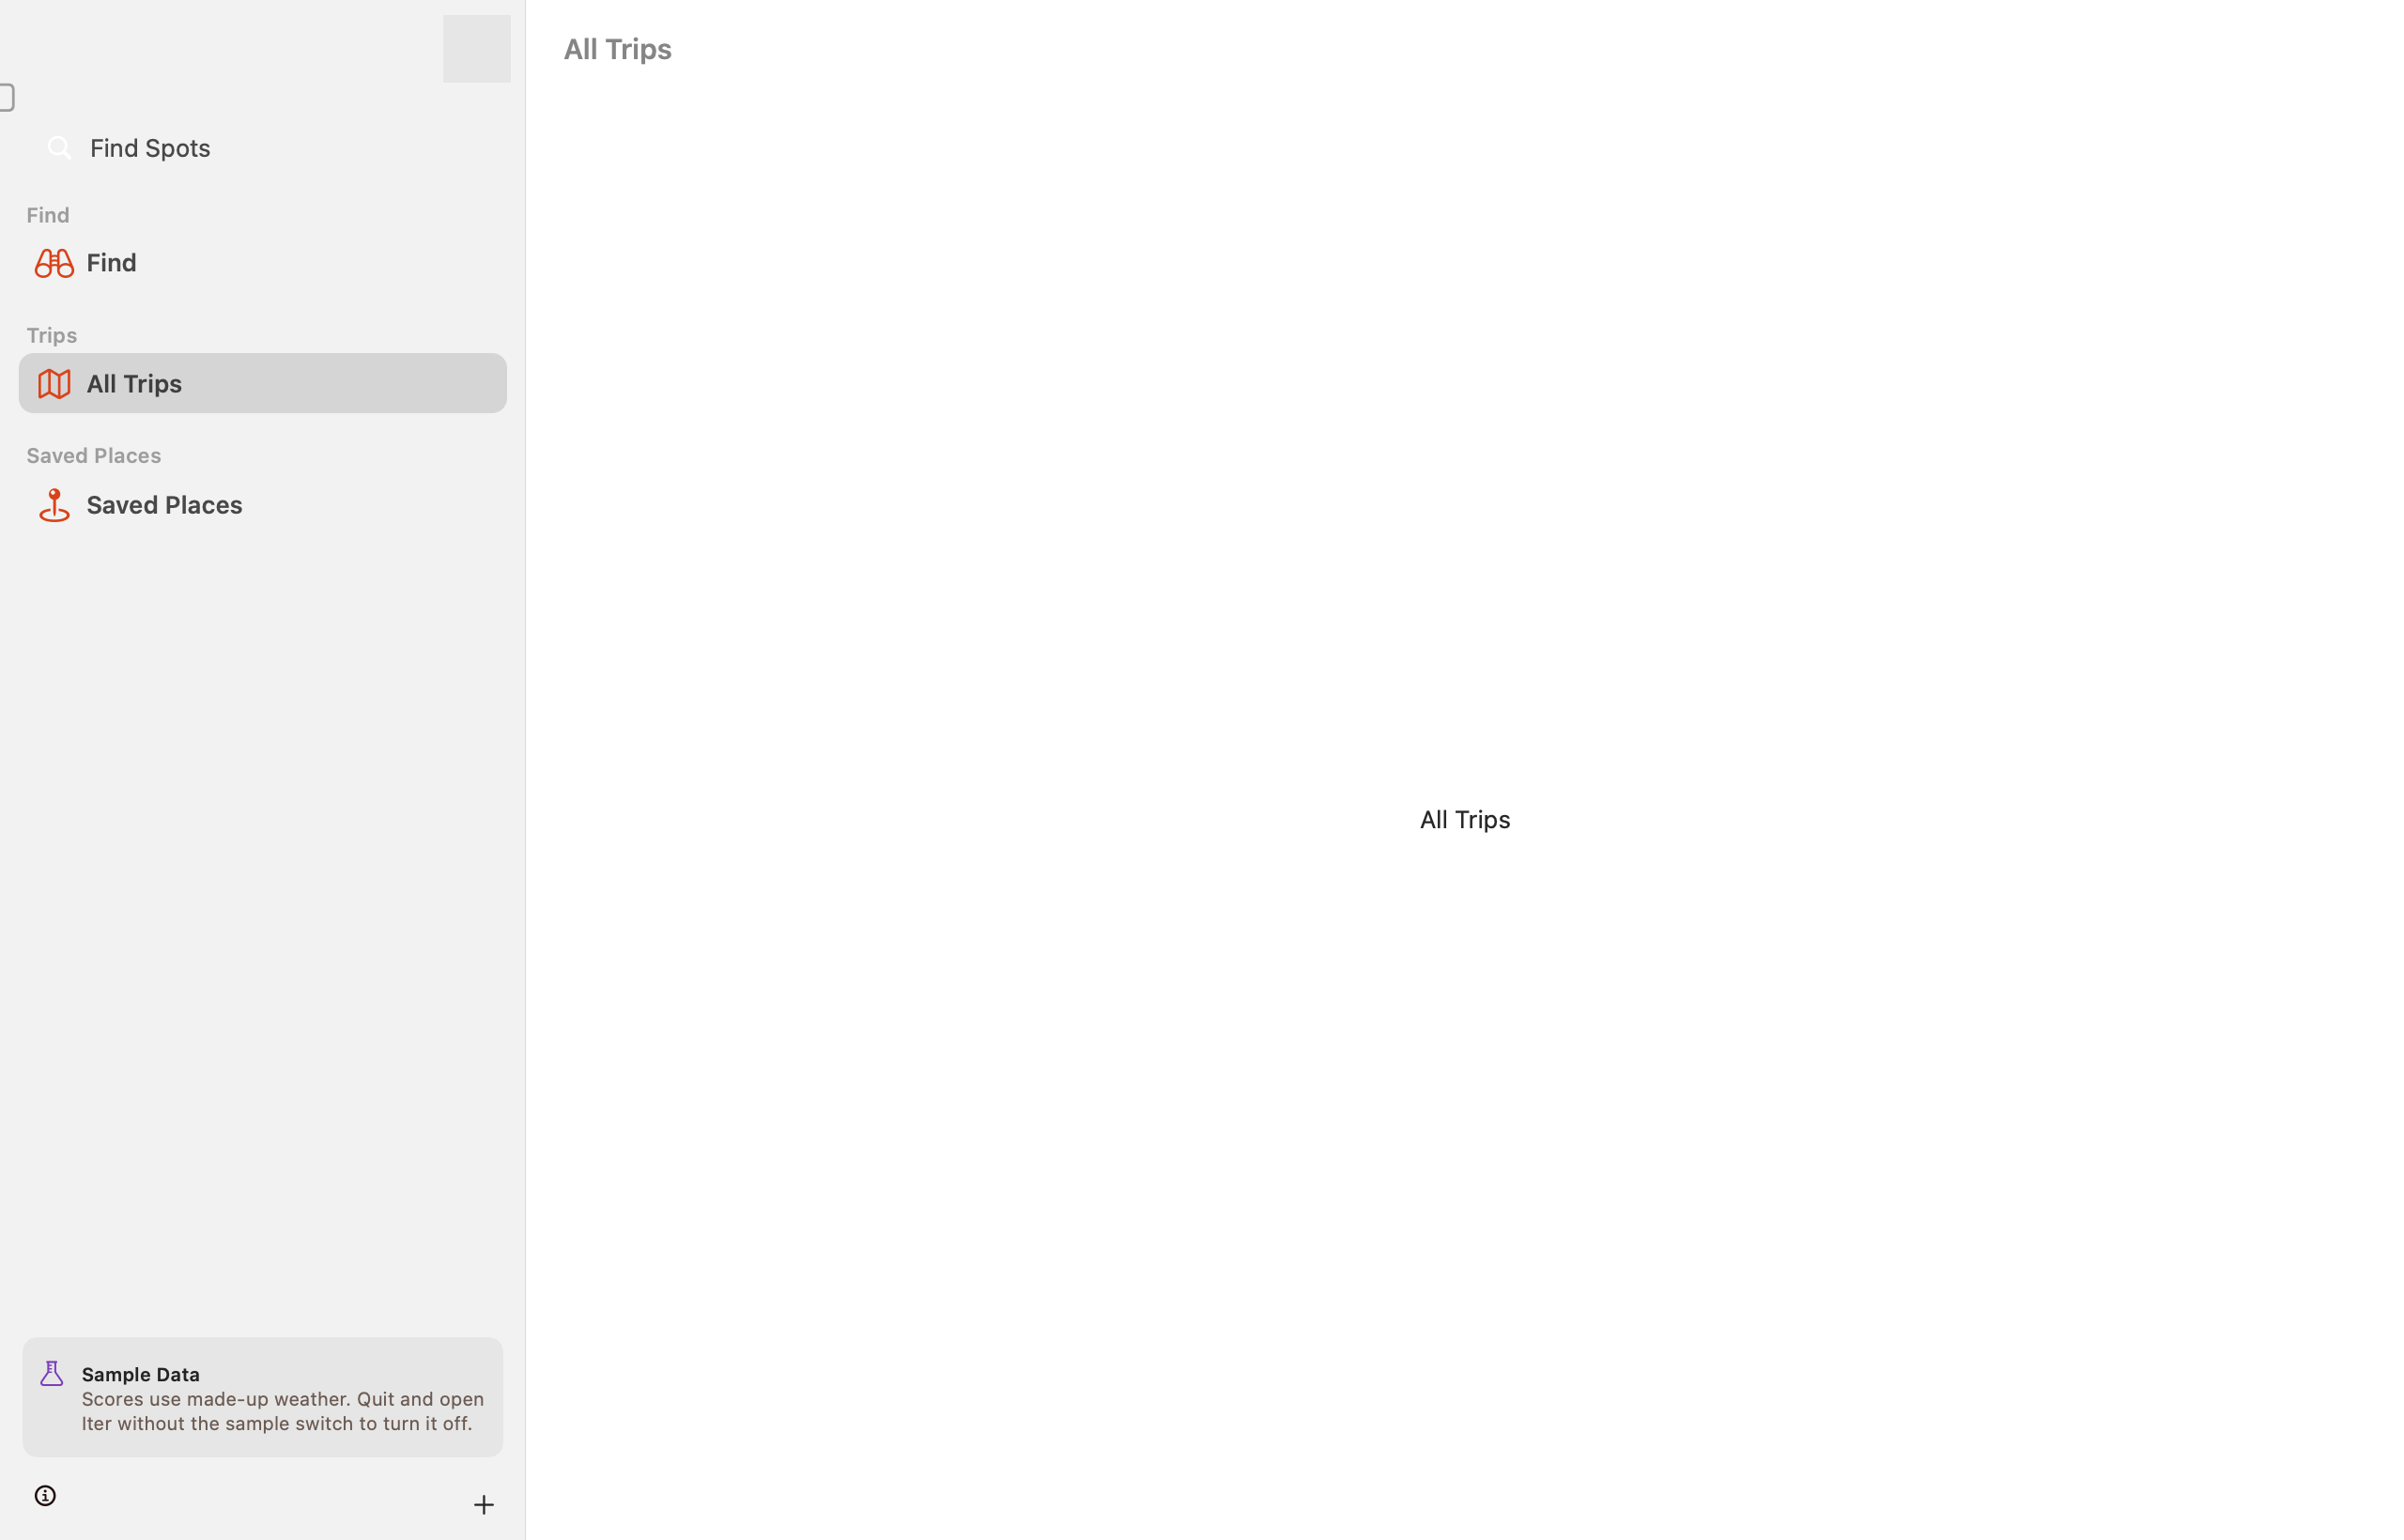 All Trips
Find Spots
Find
Find
Trips
All Trips
Saved Places
Saved Places
All Trips
Sample Data
Scores use made-up weather. Quit and open
Iter without the sample switch to turn it off.